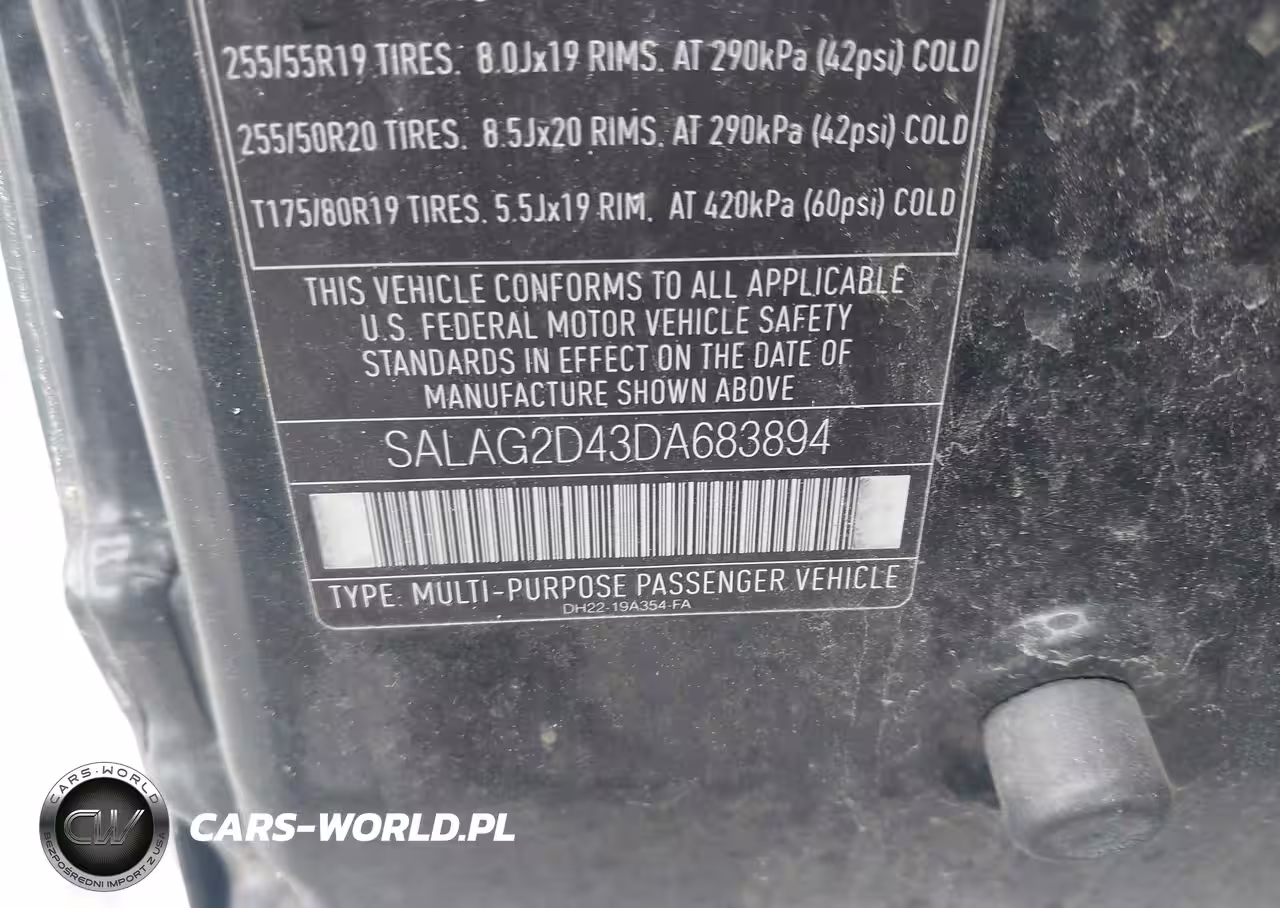 255/55R19 TIRES. 8.0Jx19 RIMS. AT 290kPa (42psi) COLD
255/50R20 TIRES. 8.5Jx20 RIMS. AT 290kPa (42psi) COLD
T175/80R19 TIRES. 5.5Jx19 RIM. AT 420kPa (60psi) COLD
THIS VEHICLE CONFORMS TO ALL APPLICABLE
U.S. FEDERAL MOTOR VEHICLE SAFETY
STANDARDS IN EFFECT ON THE DATE OF
MANUFACTURE SHOWN ABOVE
SALAG2D43DA683894
TYPE: MULTI-PURPOSE PASSENGER VEHICLE
DH22-19A354-FA
CARS-WORLD
CW
BEZPOŚREDNI IMPORT Z USA
CARS-WORLD.PL